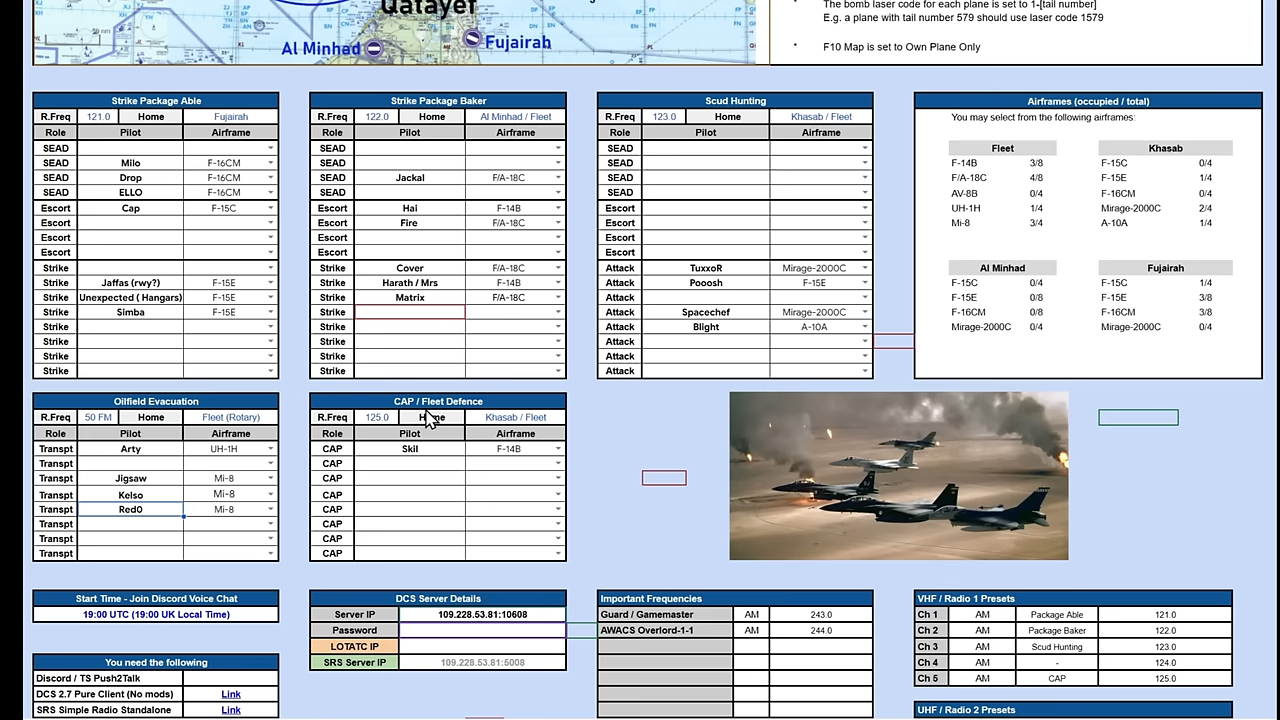 Qatayef
Al Minhad
Fujairah
The bomb laser code for each plane is set to 1-[tail number]
E.g. a plane with tail number 579 should use laser code 1579
F10 Map is set to Own Plane Only
Strike Package Able
R.Freq 121.0 Home Fujairah
Role Pilot Airframe
SEAD
SEAD Milo F-16CM
SEAD Drop F-16CM
SEAD ELLO F-16CM
Escort Cap F-15C
Escort
Escort
Escort
Strike
Strike Jaffas (rwy?) F-15E
Strike Unexpected ( Hangars) F-15E
Strike Simba F-15E
Strike
Strike
Strike
Strike
Strike Package Baker
R.Freq 122.0 Home Al Minhad / Fleet
Role Pilot Airframe
SEAD
SEAD
SEAD Jackal F/A-18C
SEAD
Escort Hai F-14B
Escort Fire F/A-18C
Escort
Escort
Strike Cover F/A-18C
Strike Harath / Mrs F-14B
Strike Matrix F/A-18C
Strike
Strike
Strike
Strike
Strike
Scud Hunting
R.Freq 123.0 Home Khasab / Fleet
Role Pilot Airframe
SEAD
SEAD
SEAD
SEAD
Escort
Escort
Escort
Escort
Attack TuxxoR Mirage-2000C
Attack Pooosh F-15E
Attack
Attack Spacechef Mirage-2000C
Attack Blight A-10A
Attack
Attack
Attack
Airframes (occupied / total)
You may select from the following airframes:
Fleet
F-14B 3/8
F/A-18C 4/8
AV-8B 0/4
UH-1H 1/4
Mi-8 3/4
Khasab
F-15C 0/4
F-15E 1/4
F-16CM 0/4
Mirage-2000C 2/4
A-10A 1/4
Al Minhad
F-15C 0/4
F-15E 0/8
F-16CM 0/8
Mirage-2000C 0/4
Fujairah
F-15C 1/4
F-15E 3/8
F-16CM 3/8
Mirage-2000C 0/4
Oilfield Evacuation
R.Freq 50 FM Home Fleet (Rotary)
Role Pilot Airframe
Transpt Arty UH-1H
Transpt
Transpt Jigsaw Mi-8
Transpt Kelso Mi-8
Transpt Red0 Mi-8
Transpt
Transpt
Transpt
CAP / Fleet Defence
R.Freq 125.0 Home Khasab / Fleet
Role Pilot Airframe
CAP Skil F-14B
CAP
CAP
CAP
CAP
CAP
CAP
CAP
Start Time - Join Discord Voice Chat
19:00 UTC (19:00 UK Local Time)
You need the following
Discord / TS Push2Talk
DCS 2.7 Pure Client (No mods) Link
SRS Simple Radio Standalone Link
DCS Server Details
Server IP 109.228.53.81:10608
Password
LOTATC IP
SRS Server IP 109.228.53.81:5008
Important Frequencies
Guard / Gamemaster AM 243.0
AWACS Overlord-1-1 AM 244.0
VHF / Radio 1 Presets
Ch 1 AM Package Able 121.0
Ch 2 AM Package Baker 122.0
Ch 3 AM Scud Hunting 123.0
Ch 4 AM - 124.0
Ch 5 AM CAP 125.0
UHF / Radio 2 Presets